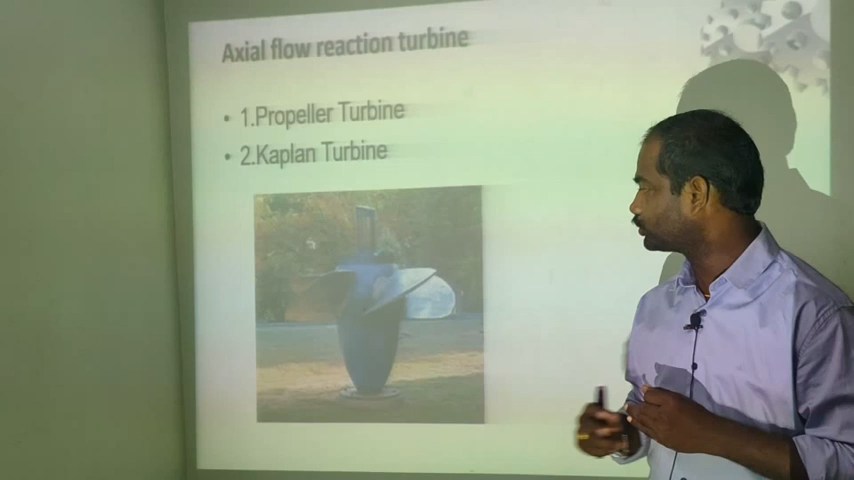 Axial flow reaction turbine
• 1.Propeller Turbine
• 2.Kaplan Turbine